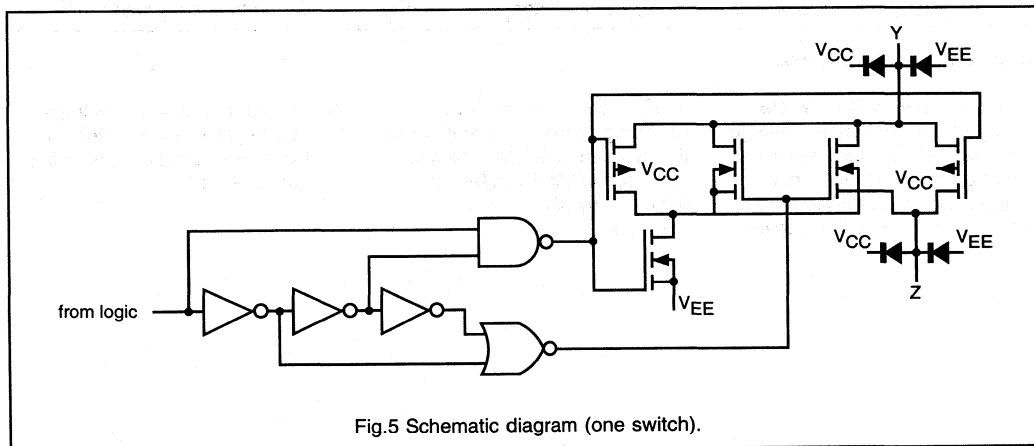 Y
VCC
VEE
VCC
VCC
VCC
VEE
from logic
VEE
Z
Fig.5 Schematic diagram (one switch).